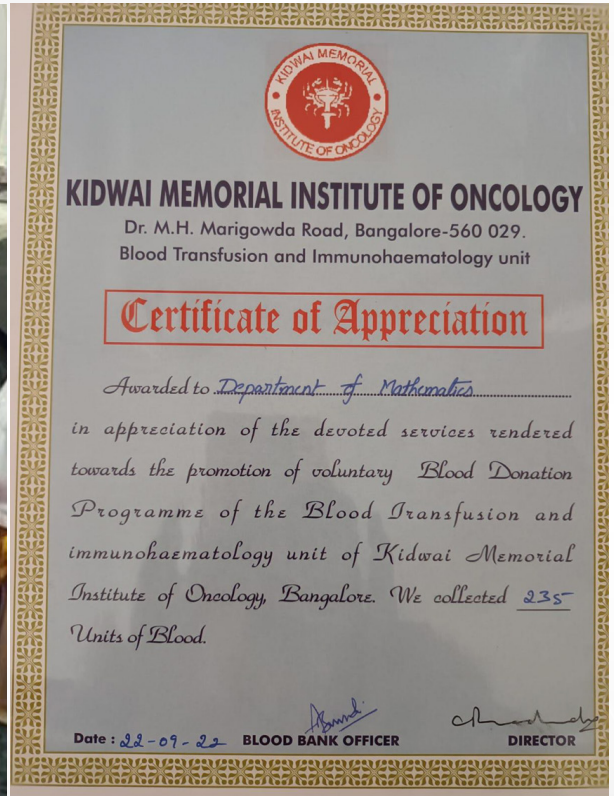 KIDWAI MEMORIAL
INSTITUTE OF ONCOLOGY
KIDWAI MEMORIAL INSTITUTE OF ONCOLOGY
Dr. M.H. Marigowda Road, Bangalore-560 029.
Blood Transfusion and Immunohaematology unit
Certificate of Appreciation
Awarded to Department of Mathematics
in appreciation of the devoted services rendered
towards the promotion of voluntary Blood Donation
Programme of the Blood Transfusion and
immunohaematology unit of Kidwai Memorial
Institute of Oncology, Bangalore. We collected 235
Units of Blood.
Date : 22-09-22 BLOOD BANK OFFICER DIRECTOR